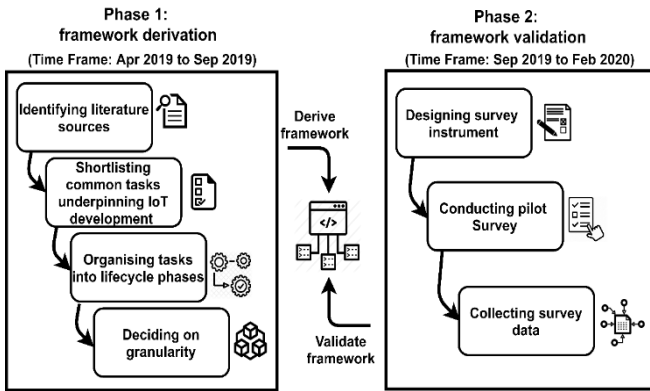 Phase 1:
framework derivation
(Time Frame: Apr 2019 to Sep 2019)
Identifying literature
sources
Shortlisting
common tasks
underpinning IoT
development
Organising tasks
into lifecycle phases
Deciding on
granularity
Derive
framework
</>
Validate
framework
Phase 2:
framework validation
(Time Frame: Sep 2019 to Feb 2020)
Designing survey
instrument
Conducting pilot
Survey
Collecting survey
data